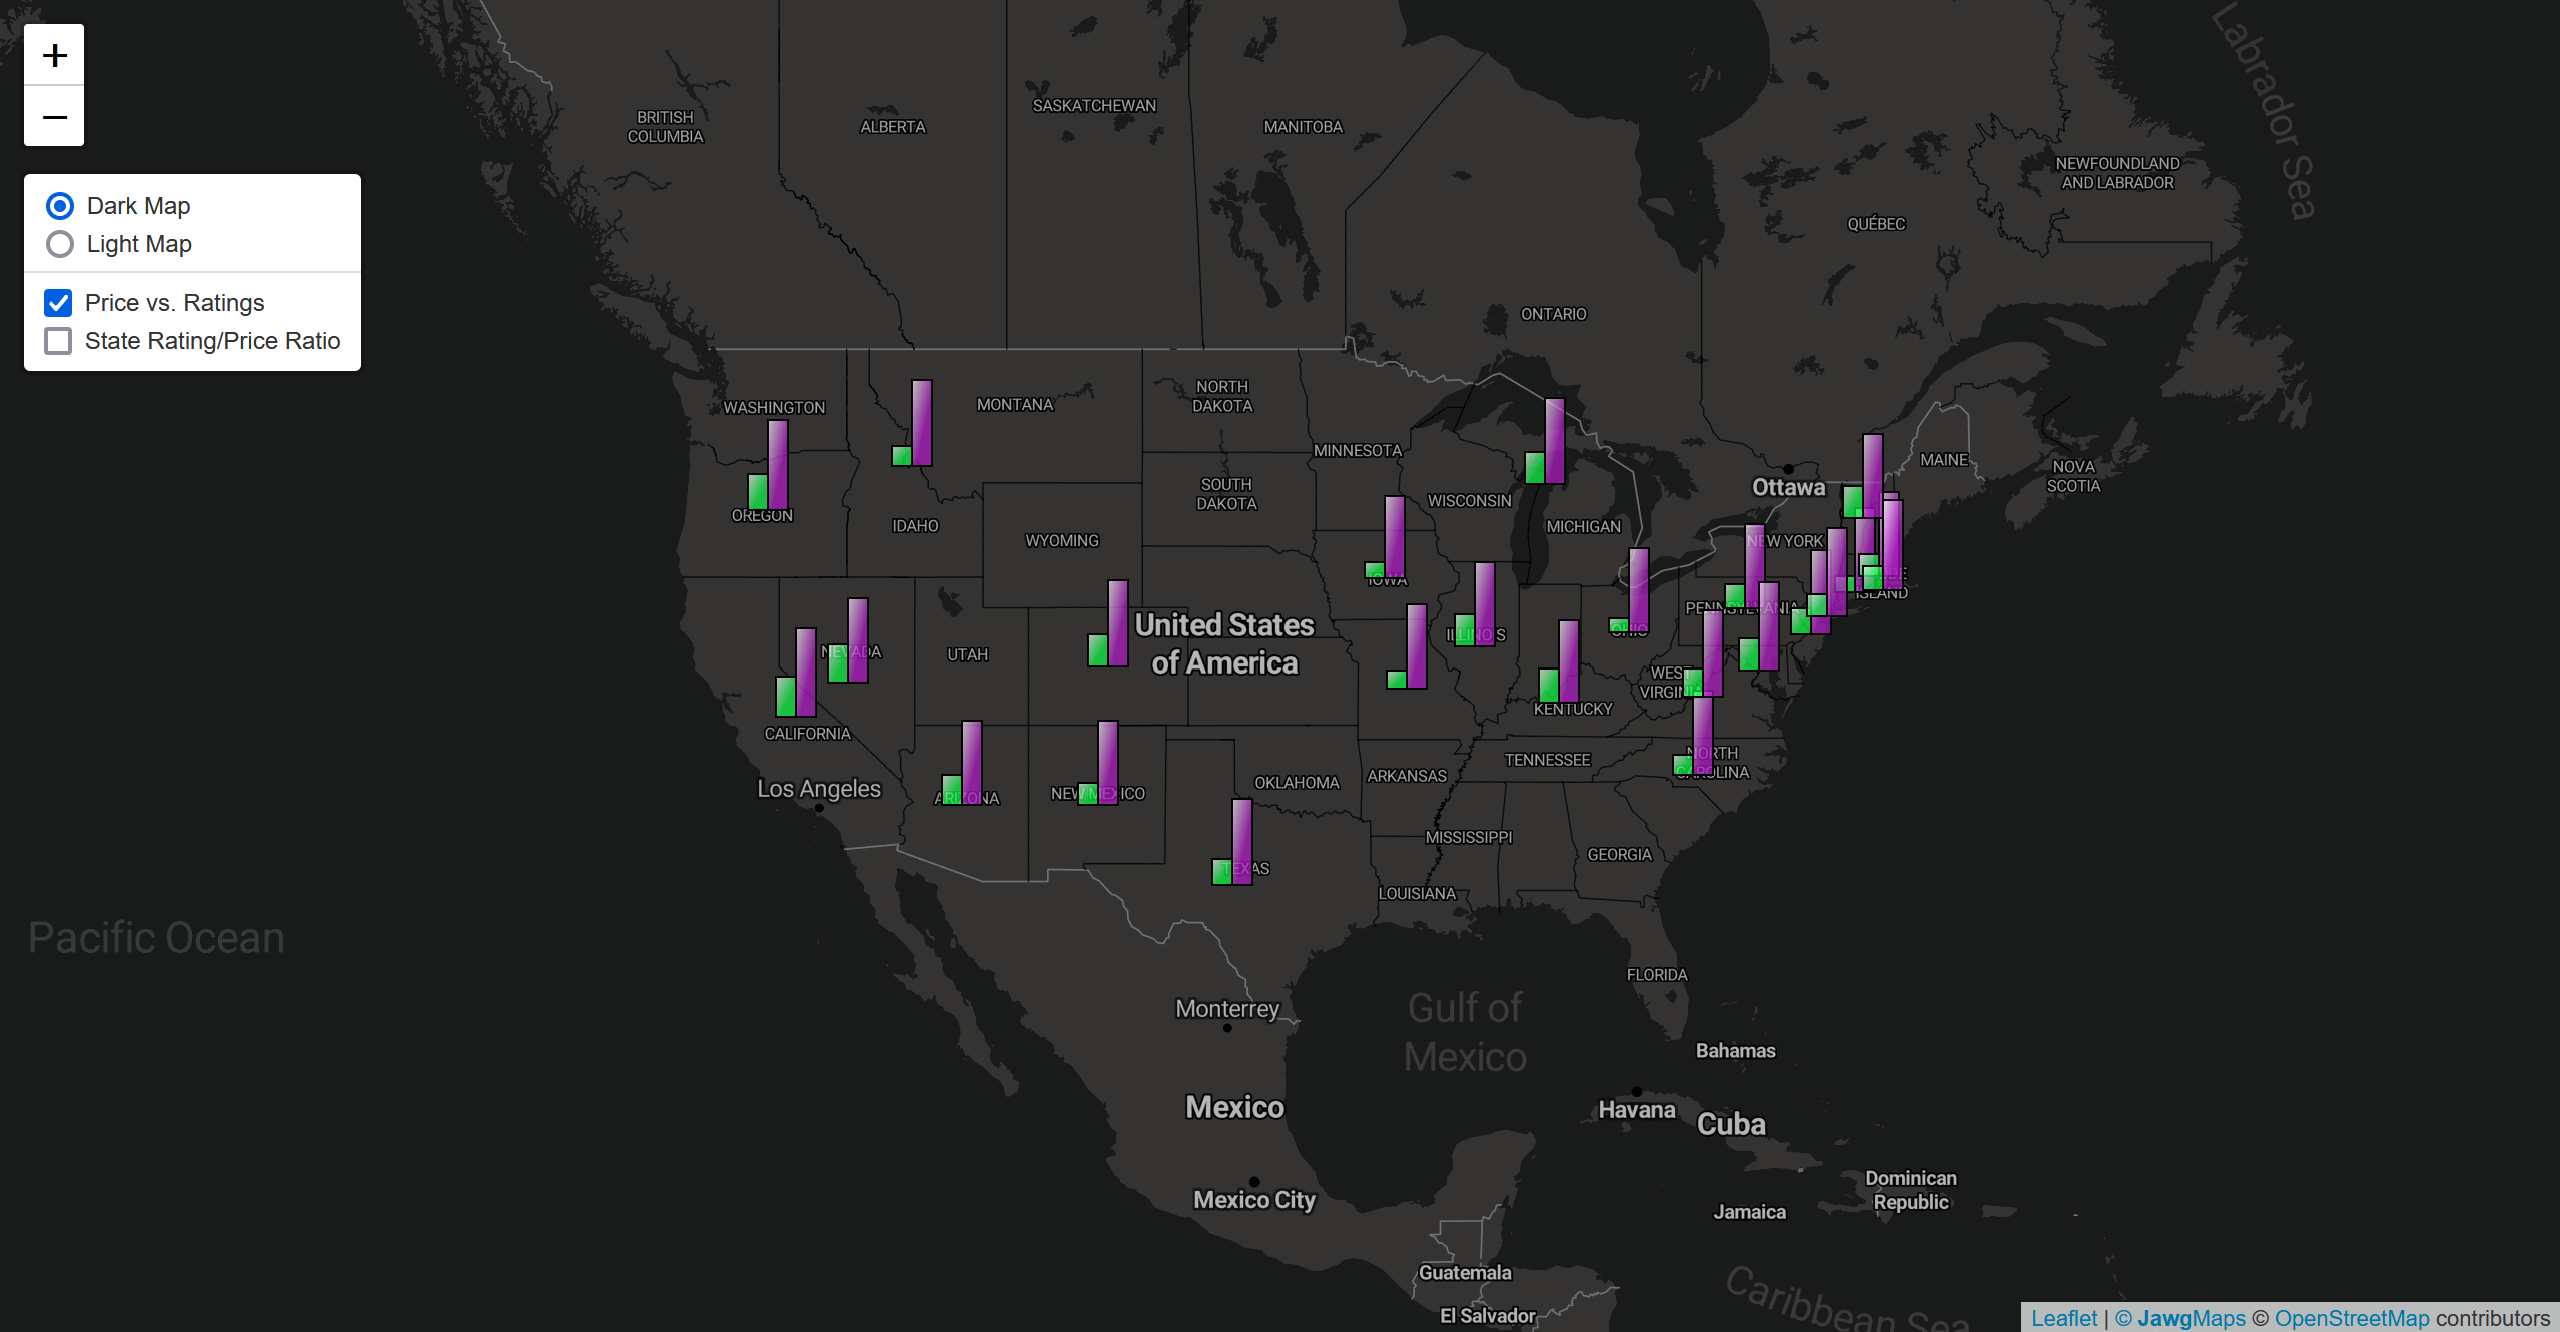 +
−
Dark Map
Light Map
Price vs. Ratings
State Rating/Price Ratio
Labrador Sea
BRITISH
COLUMBIA
ALBERTA
SASKATCHEWAN
MANITOBA
NEWFOUNDLAND
AND LABRADOR
QUÉBEC
ONTARIO
WASHINGTON
MONTANA
NORTH
DAKOTA
MINNESOTA
Ottawa
MAINE
NOVA
SCOTIA
SOUTH
DAKOTA
WISCONSIN
OREGON
IDAHO
MICHIGAN
WYOMING
NEW YORK
IOWA
ISLAND
PENNSYLVANIA
United States
of America
ILLINOIS
OHIO
NEVADA
UTAH
WEST
VIRGINIA
KENTUCKY
CALIFORNIA
NORTH
CAROLINA
TENNESSEE
Los Angeles
ARIZONA
NEW MEXICO
OKLAHOMA
ARKANSAS
MISSISSIPPI
GEORGIA
TEXAS
LOUISIANA
Pacific Ocean
FLORIDA
Monterrey
Gulf of
Mexico
Bahamas
Mexico
Havana
Cuba
Mexico City
Dominican
Republic
Jamaica
Guatemala
El Salvador
Caribbean Sea
Leaflet | © JawgMaps © OpenStreetMap contributors